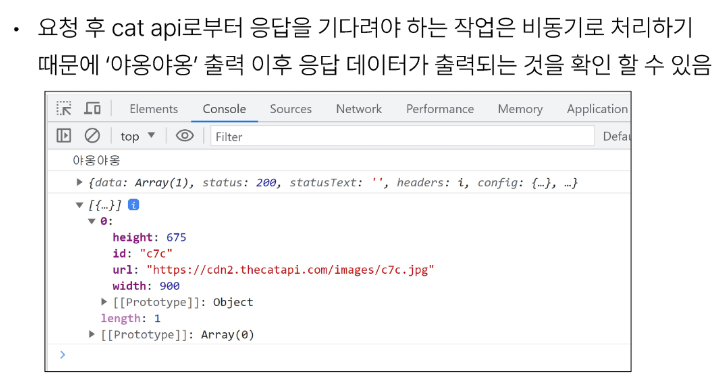 • 요청 후 cat api로부터 응답을 기다려야 하는 작업은 비동기로 처리하기
때문에 ‘야옹야옹’ 출력 이후 응답 데이터가 출력되는 것을 확인 할 수 있음
Elements Console Sources Network Performance Memory Application
top ▼ Filter Defau
야옹야옹
▶ {data: Array(1), status: 200, statusText: '', headers: i, config: {…}, …}
▼ [{…}] i
▼ 0:
height: 675
id: "c7c"
url: "https://cdn2.thecatapi.com/images/c7c.jpg"
width: 900
▶ [[Prototype]]: Object
length: 1
▶ [[Prototype]]: Array(0)
>